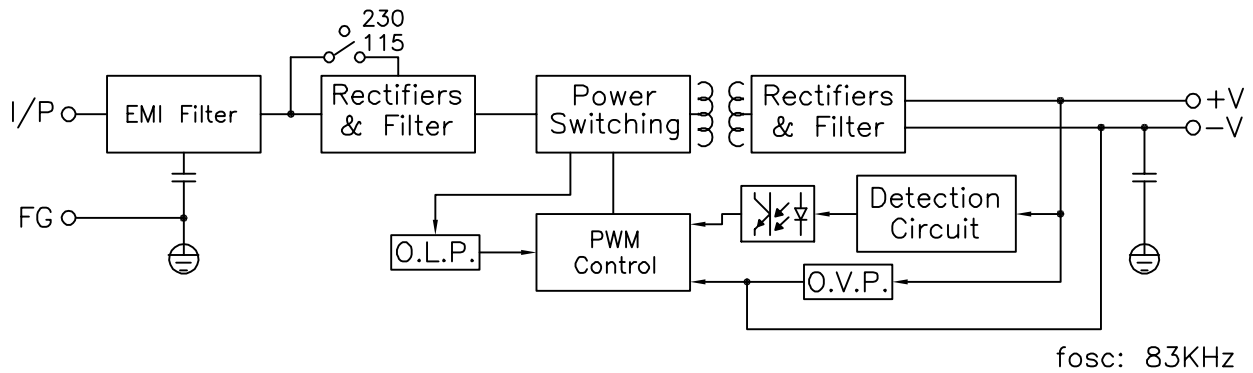 230
115
I/P
EMI Filter
Rectifiers
& Filter
Power
Switching
Rectifiers
& Filter
+V
-V
FG
O.L.P.
PWM
Control
Detection
Circuit
O.V.P.
fosc: 83KHz